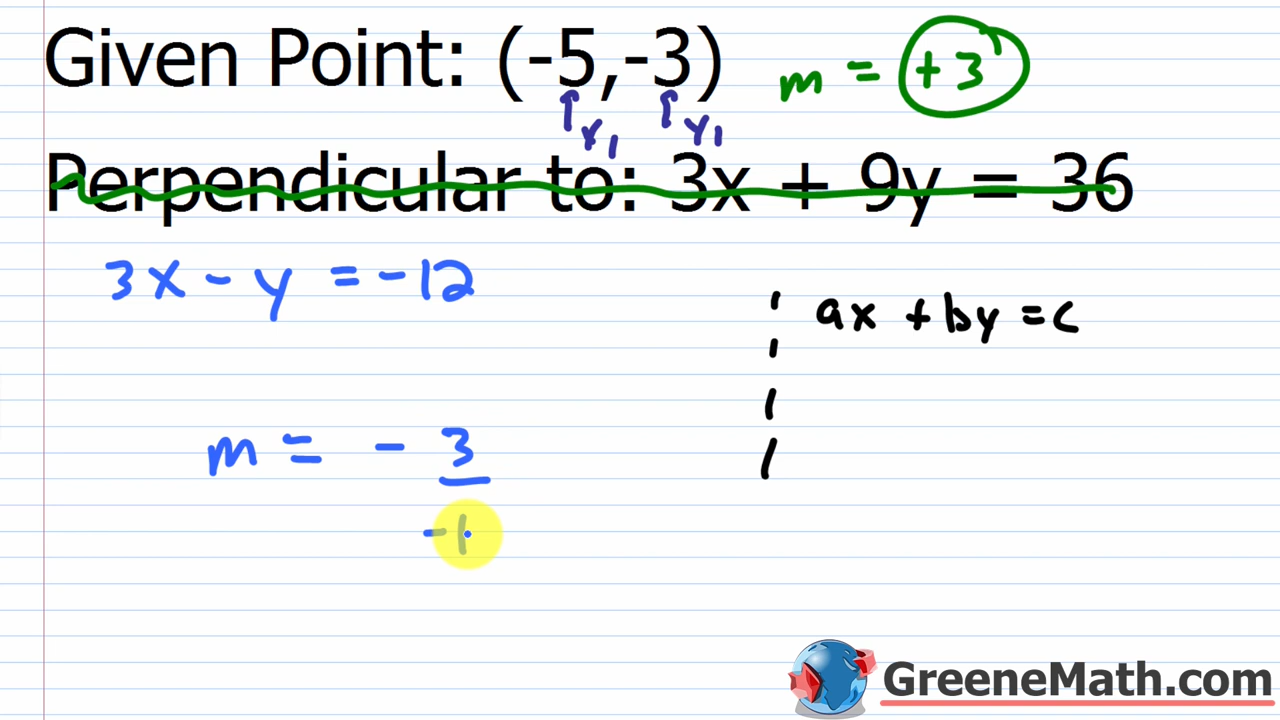 Given Point: (-5,-3) m = +3
x1 y1
Perpendicular to: 3x + 9y = 36
3x - y = -12
ax + by = c
m = - 3
-1
GreeneMath.com